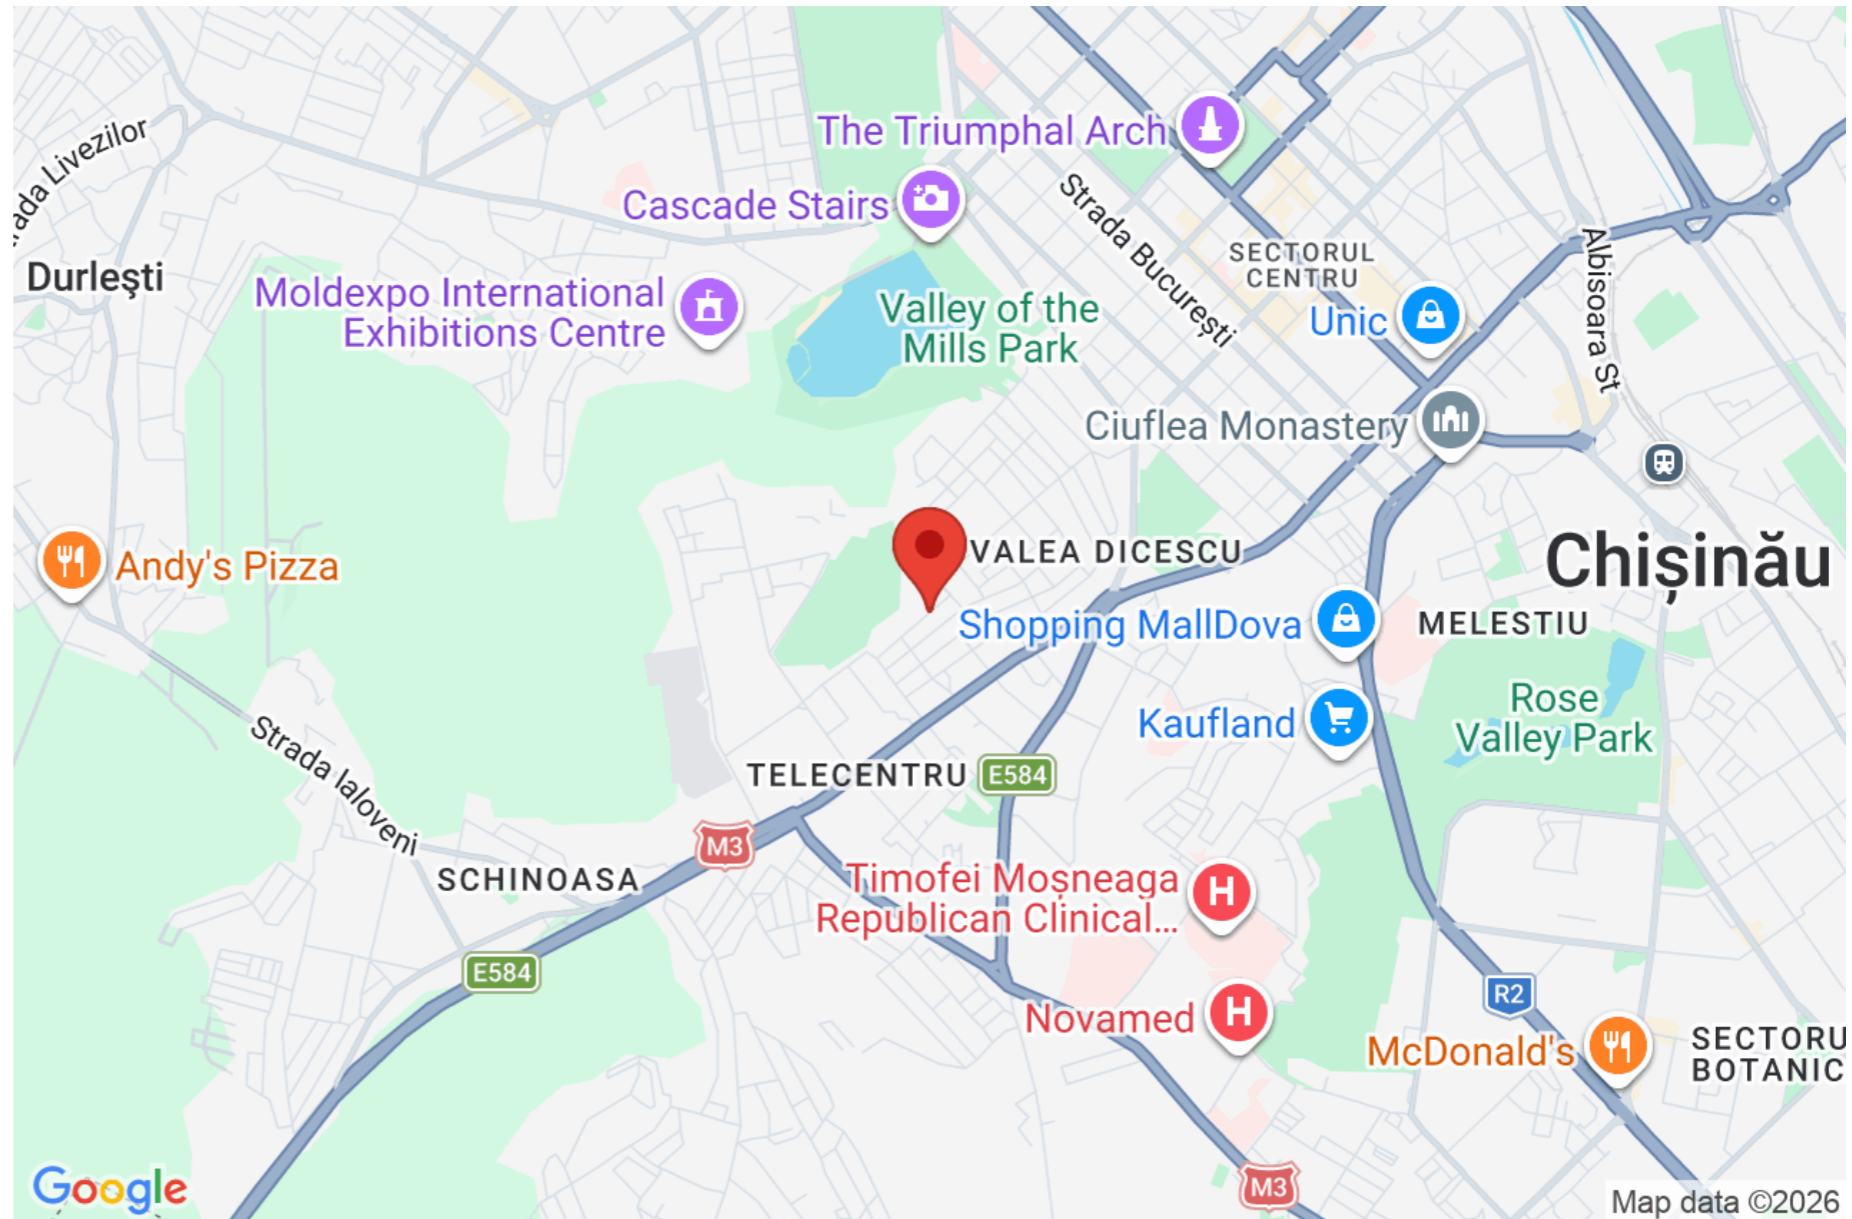 The Triumphal Arch
ada Livezilor
Cascade Stairs
Strada București
SECTORUL
CENTRU
Albisoara St
Durleşti
Moldexpo International
Exhibitions Centre
Valley of the
Mills Park
Unic
Ciuflea Monastery
VALEA DICESCU
Chișinău
Andy's Pizza
Shopping MallDova
MELESTIU
Rose
Valley Park
Kaufland
Strada Ialoveni
TELECENTRU
E584
M3
SCHINOASA
Timofei Moșneaga
Republican Clinical...
H
E584
R2
Novamed
H
McDonald's
SECTORU
BOTANIC
M3
Google
Map data ©2026